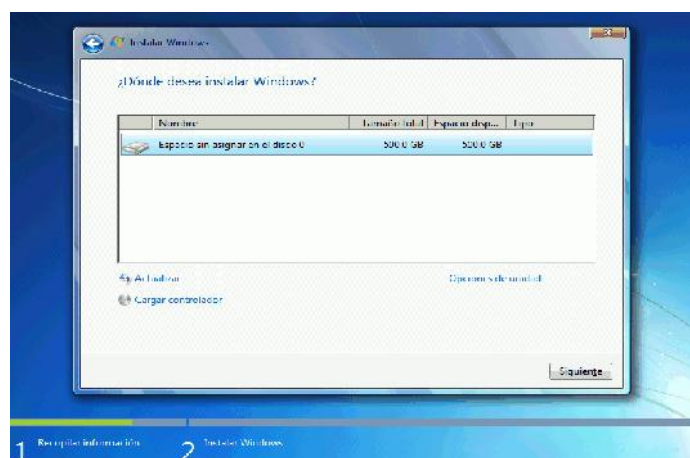 Instalar Windows
¿Dónde desea instalar Windows?
Nombre Tamaño total Espacio disp... Tipo
Espacio sin asignar en el disco 0 500.0 GB 500.0 GB
Actualizar Opciones de unidad
Cargar controlador
Siguiente
1 Recopilar información 2 Instalar Windows